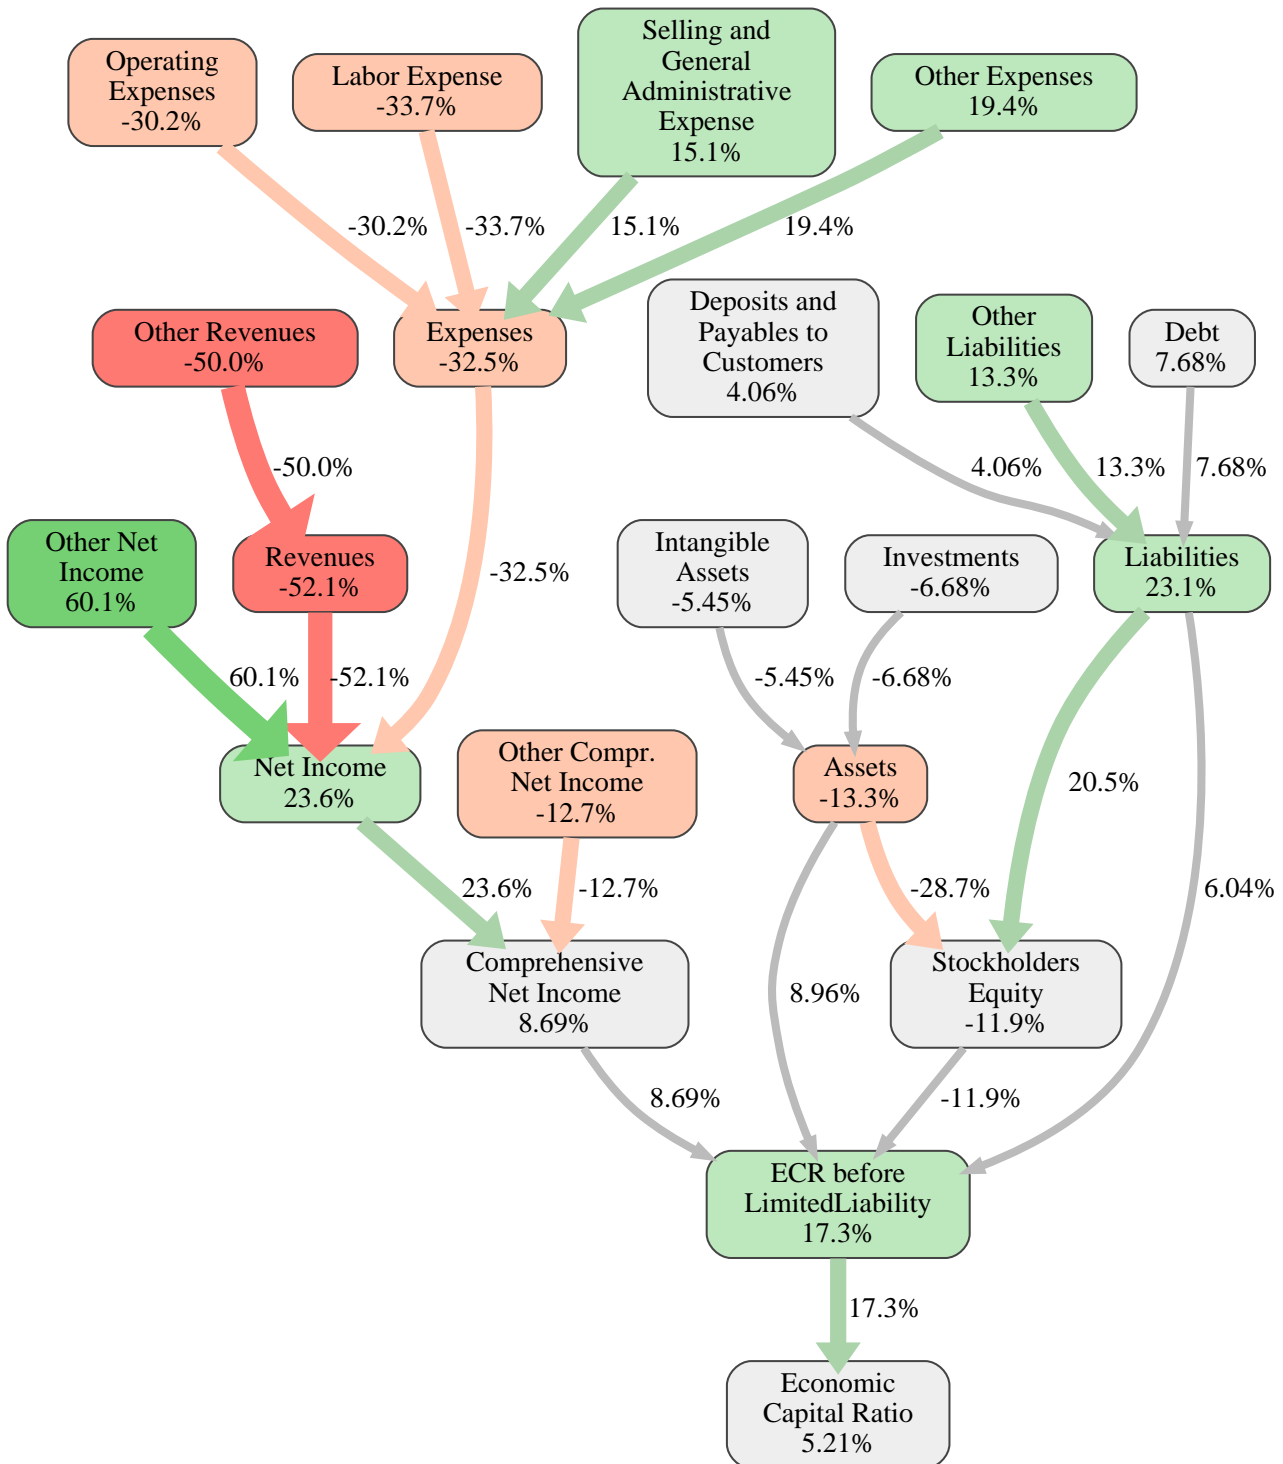 Operating
Expenses
-30.2%
Labor Expense
-33.7%
Selling and
General
Administrative
Expense
15.1%
Other Expenses
19.4%
-30.2%
-33.7%
15.1%
19.4%
Other Revenues
-50.0%
Expenses
-32.5%
Deposits and
Payables to
Customers
4.06%
Other
Liabilities
13.3%
Debt
7.68%
-50.0%
4.06%
13.3%
7.68%
Other Net
Income
60.1%
Revenues
-52.1%
-32.5%
Intangible
Assets
-5.45%
Investments
-6.68%
Liabilities
23.1%
60.1%
-52.1%
-5.45%
-6.68%
Net Income
23.6%
Other Compr.
Net Income
-12.7%
Assets
-13.3%
20.5%
23.6%
-12.7%
-28.7%
6.04%
Comprehensive
Net Income
8.69%
8.96%
Stockholders
Equity
-11.9%
8.69%
-11.9%
ECR before
LimitedLiability
17.3%
17.3%
Economic
Capital Ratio
5.21%